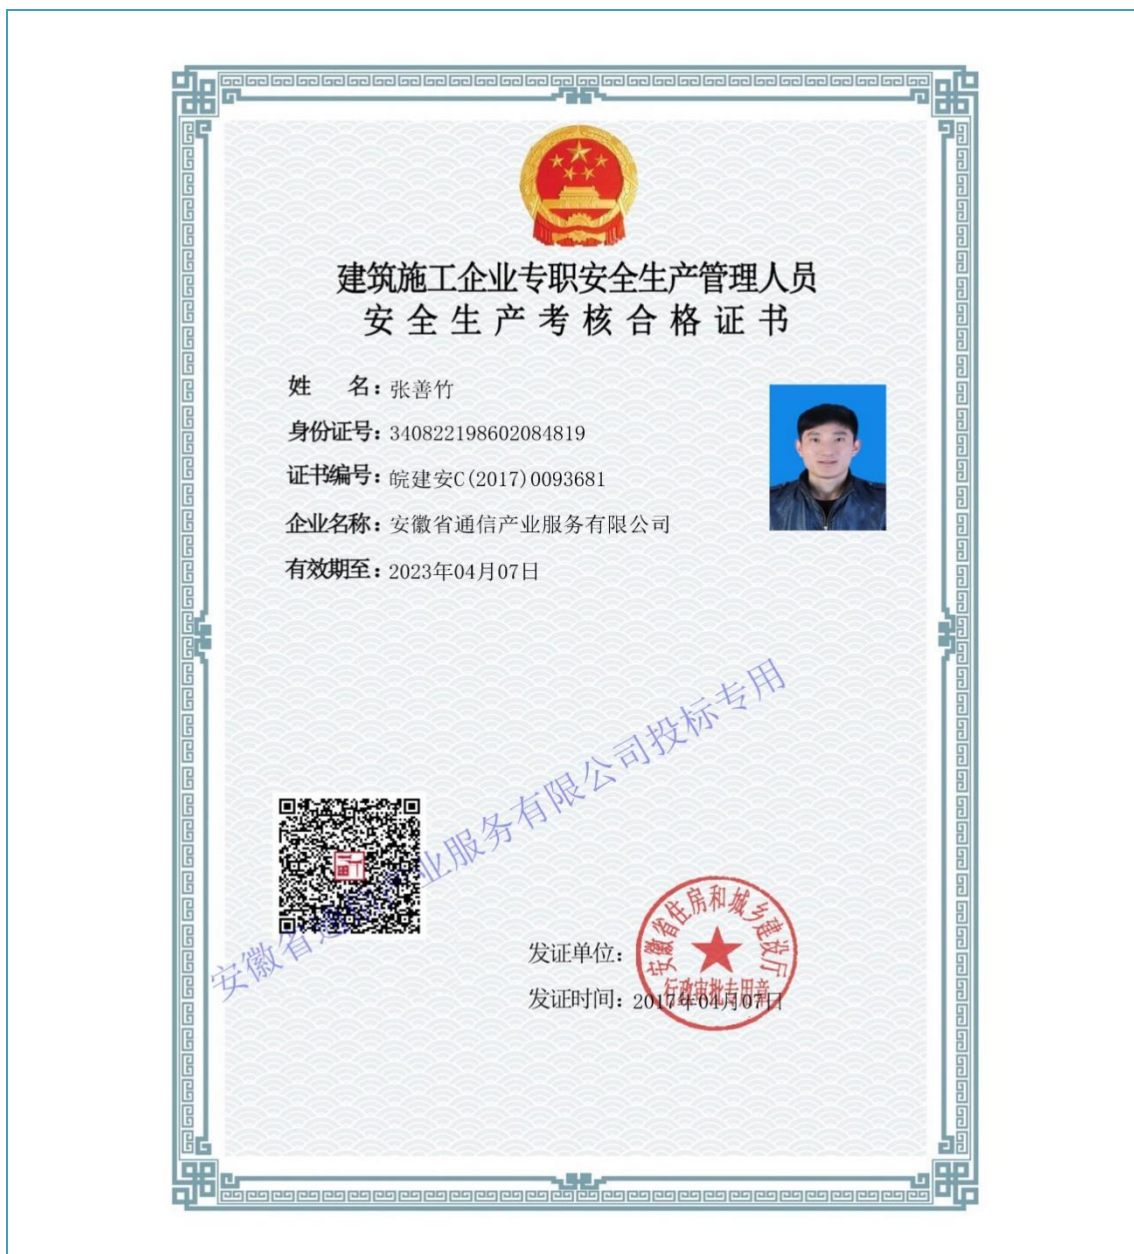 建筑施工企业专职安全生产管理人员
安全生产考核合格证书
姓 名：张善竹
身份证号：340822198602084819
证书编号：皖建安C(2017)0093681
企业名称：安徽省通信产业服务有限公司
有效期至：2023年04月07日
安徽省通信产业服务有限公司投标专用
安徽省住房和城乡建设厅
发证单位：
行政审批专用章
发证时间：2017年04月07日